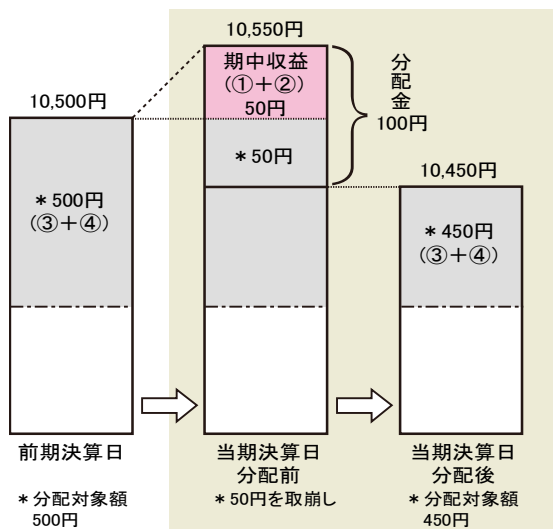 10,500円
＊500円
（③＋④）
前期決算日
＊分配対象額
500円
10,550円
期中収益
（①＋②）
50円
＊50円
分配金
100円
当期決算日
分配前
＊50円を取崩し
10,450円
＊450円
（③＋④）
当期決算日
分配後
＊分配対象額
450円